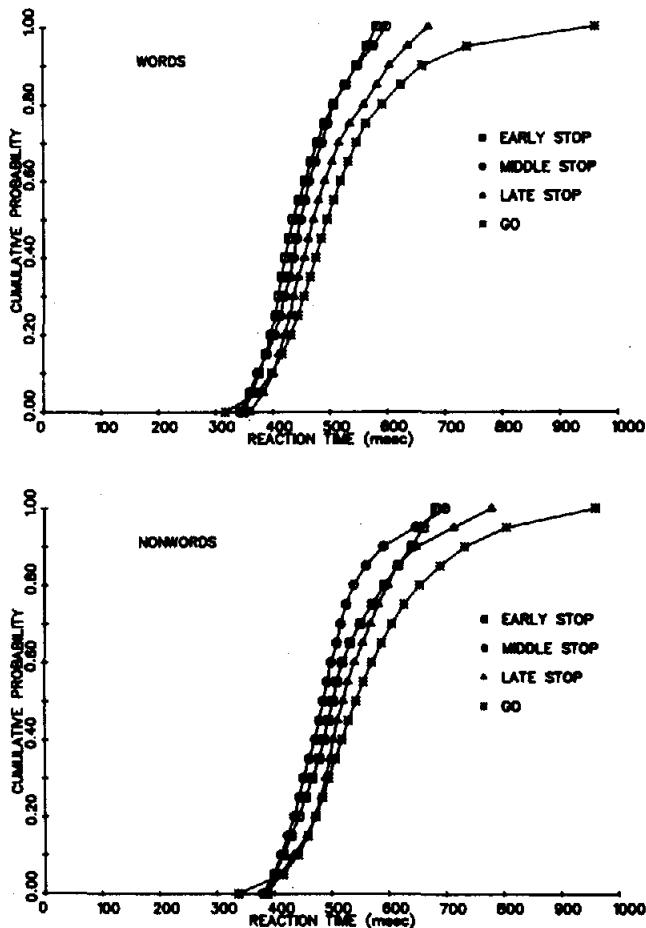 WORDS
EARLY STOP
MIDDLE STOP
LATE STOP
GO
CUMULATIVE PROBABILITY
1.00
0.80
0.60
0.40
0.20
0.00
0 100 200 300 400 500 600 700 800 900 1000
REACTION TIME (msec)
NONWORDS
EARLY STOP
MIDDLE STOP
LATE STOP
GO
CUMULATIVE PROBABILITY
1.00
0.80
0.60
0.40
0.20
0.00
0 100 200 300 400 500 600 700 800 900 1000
REACTION TIME (msec)